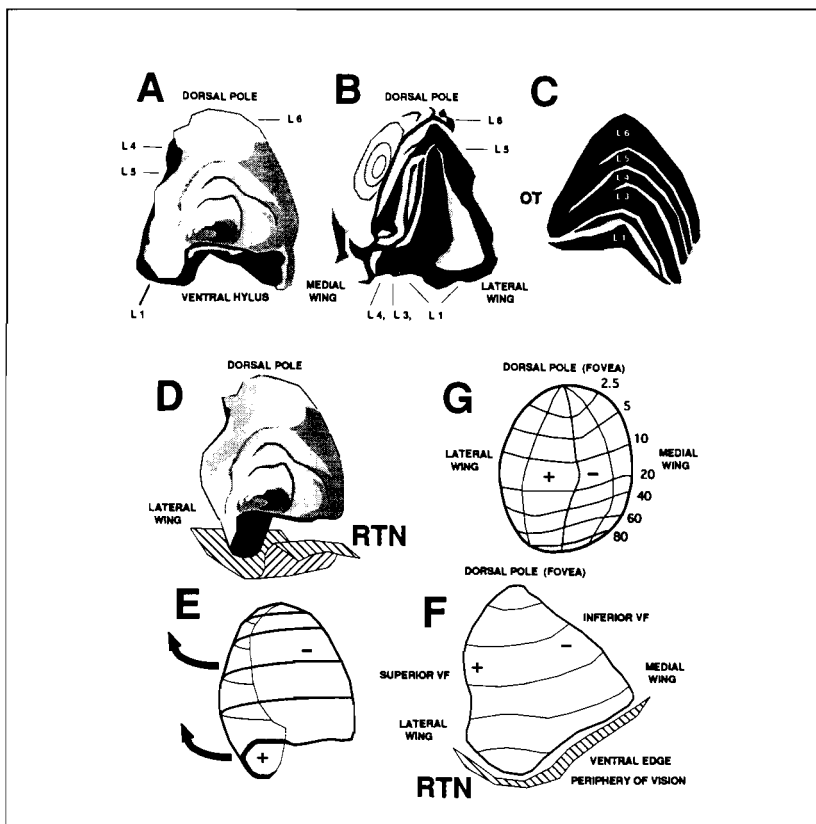 A
DORSAL POLE
L 6
L 4
L 5
L 1
VENTRAL HYLUS
B
DORSAL POLE
L 6
L 5
MEDIAL
WING
LATERAL
WING
L 4, L 3, L 1
C
OT
L 6
L 5
L 4
L 3
L 1
D
DORSAL POLE
LATERAL
WING
RTN
G
DORSAL POLE (FOVEA)
2.5
5
10
20
40
60
80
LATERAL
WING
MEDIAL
WING
+
-
E
-
+
F
DORSAL POLE (FOVEA)
INFERIOR VF
-
+
SUPERIOR VF
MEDIAL
WING
LATERAL
WING
RTN
VENTRAL EDGE
PERIPHERY OF VISION